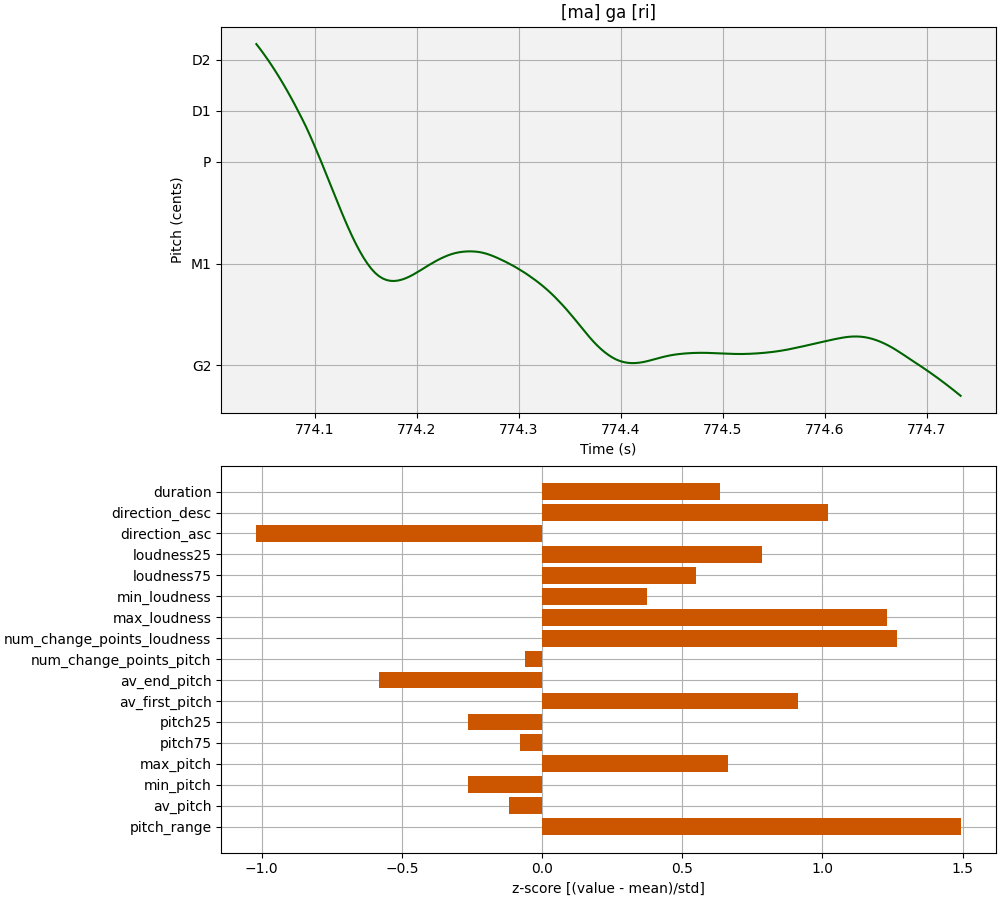 [ma] ga [ri]
D2
D1
P
M1
G2
Pitch (cents)
774.1 774.2 774.3 774.4 774.5 774.6 774.7
Time (s)
duration
direction_desc
direction_asc
loudness25
loudness75
min_loudness
max_loudness
num_change_points_loudness
num_change_points_pitch
av_end_pitch
av_first_pitch
pitch25
pitch75
max_pitch
min_pitch
av_pitch
pitch_range
−1.0 −0.5 0.0 0.5 1.0 1.5
z-score [(value - mean)/std]